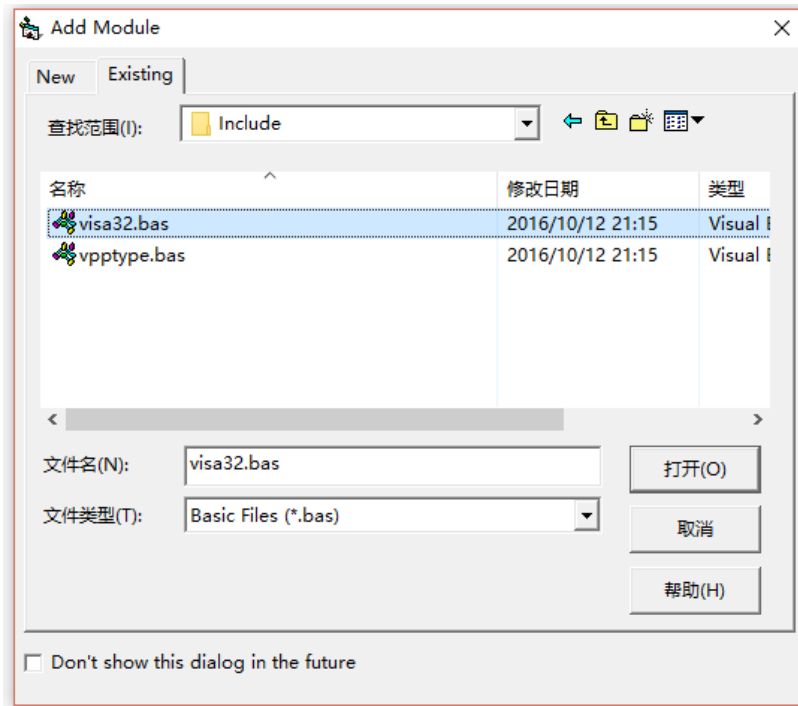 Add Module
New Existing
查找范围(I): Include
名称 修改日期 类型
visa32.bas 2016/10/12 21:15 Visual
vpptype.bas 2016/10/12 21:15 Visual
文件名(N): visa32.bas 打开(O)
文件类型(T): Basic Files (*.bas) 取消
帮助(H)
Don't show this dialog in the future